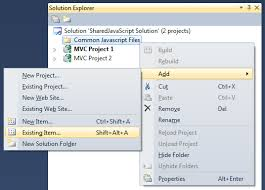 Solution Explorer
Solution 'SharedJavaScript Solution' (2 projects)
Common Javascript Files
MVC Project 1
MVC Project 2
Build
Rebuild
Add
Cut Ctrl+X
Paste Ctrl+V
Remove Del
Rename
Unload Project
Reload Project
Hide Folder
Properties Alt+Enter
New Project...
Existing Project...
New Web Site...
Existing Web Site...
New Item... Ctrl+Shift+A
Existing Item... Shift+Alt+A
New Solution Folder